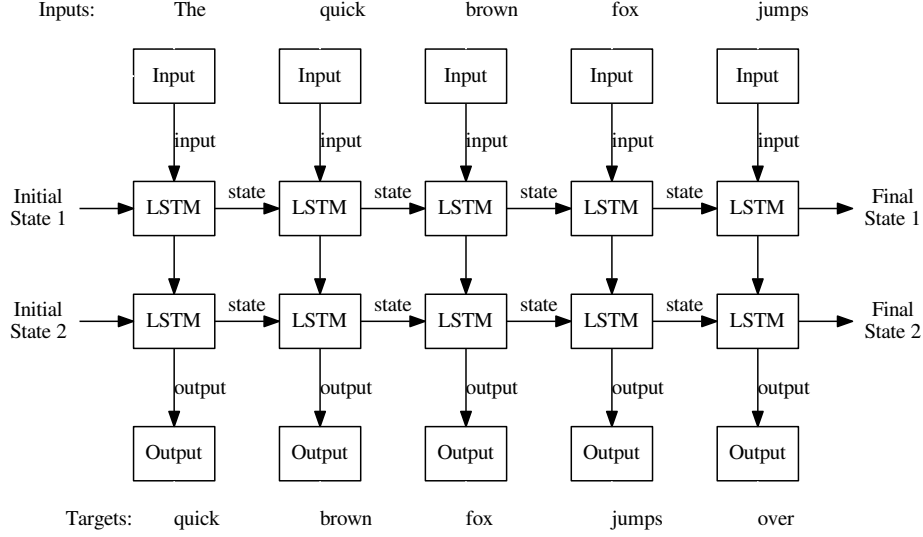 Inputs: The quick brown fox jumps
Input Input Input Input Input
input input input input input
Initial State 1 LSTM state LSTM state LSTM state LSTM state LSTM Final State 1
Initial State 2 LSTM state LSTM state LSTM state LSTM state LSTM Final State 2
output output output output output
Output Output Output Output Output
Targets: quick brown fox jumps over